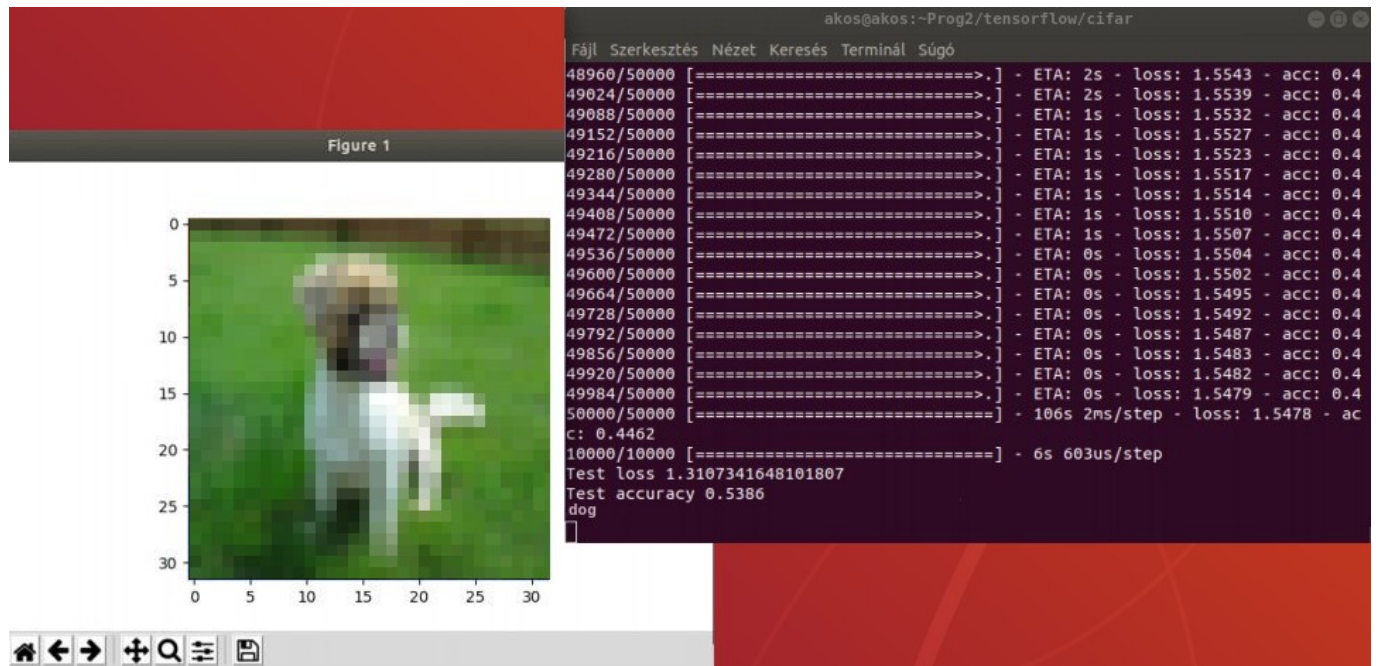 akos@akos:~Prog2/tensorflow/cifar
Fájl Szerkesztés Nézet Keresés Terminál Súgó
48960/50000 [============================>.] - ETA: 2s - loss: 1.5543 - acc: 0.4
49024/50000 [============================>.] - ETA: 2s - loss: 1.5539 - acc: 0.4
49088/50000 [============================>.] - ETA: 1s - loss: 1.5532 - acc: 0.4
49152/50000 [============================>.] - ETA: 1s - loss: 1.5527 - acc: 0.4
49216/50000 [============================>.] - ETA: 1s - loss: 1.5523 - acc: 0.4
49280/50000 [============================>.] - ETA: 1s - loss: 1.5517 - acc: 0.4
49344/50000 [============================>.] - ETA: 1s - loss: 1.5514 - acc: 0.4
49408/50000 [============================>.] - ETA: 1s - loss: 1.5510 - acc: 0.4
49472/50000 [============================>.] - ETA: 1s - loss: 1.5507 - acc: 0.4
49536/50000 [============================>.] - ETA: 0s - loss: 1.5504 - acc: 0.4
49600/50000 [============================>.] - ETA: 0s - loss: 1.5502 - acc: 0.4
49664/50000 [============================>.] - ETA: 0s - loss: 1.5495 - acc: 0.4
49728/50000 [============================>.] - ETA: 0s - loss: 1.5492 - acc: 0.4
49792/50000 [============================>.] - ETA: 0s - loss: 1.5487 - acc: 0.4
49856/50000 [============================>.] - ETA: 0s - loss: 1.5483 - acc: 0.4
49920/50000 [============================>.] - ETA: 0s - loss: 1.5482 - acc: 0.4
49984/50000 [============================>.] - ETA: 0s - loss: 1.5479 - acc: 0.4
50000/50000 [==============================] - 106s 2ms/step - loss: 1.5478 - ac
c: 0.4462
10000/10000 [==============================] - 6s 603us/step
Test loss 1.3107341648101807
Test accuracy 0.5386
dog
Figure 1
0
5
10
15
20
25
30
0 5 10 15 20 25 30